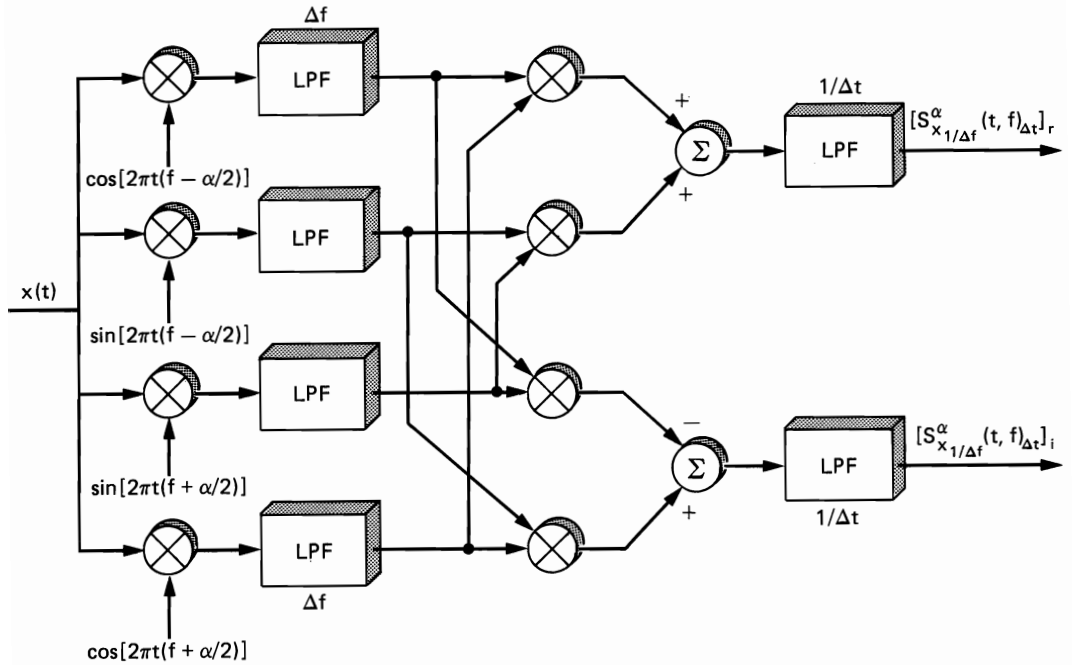 Δf
LPF
cos[2πt(f − α/2)]
1/Δt
+
Σ
LPF
[S^α_{x_{1/Δf}}(t, f)_{Δt}]_r
+
LPF
x(t)
sin[2πt(f − α/2)]
LPF
sin[2πt(f + α/2)]
−
Σ
LPF
[S^α_{x_{1/Δf}}(t, f)_{Δt}]_i
+
1/Δt
LPF
Δf
cos[2πt(f + α/2)]